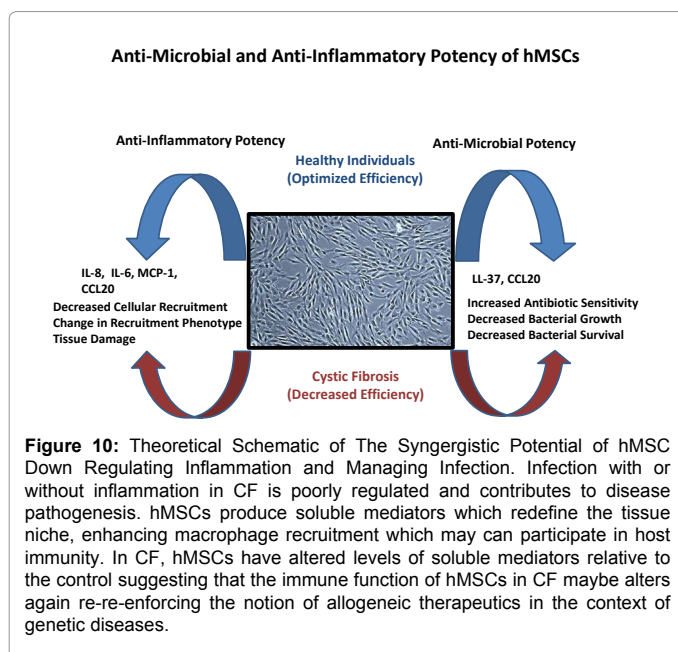 Anti-Microbial and Anti-Inflammatory Potency of hMSCs
Anti-Inflammatory Potency
Anti-Microbial Potency
Healthy Individuals
(Optimized Efficiency)
IL-8, IL-6, MCP-1,
CCL20
Decreased Cellular Recruitment
Change in Recruitment Phenotype
Tissue Damage
LL-37, CCL20
Increased Antibiotic Sensitivity
Decreased Bacterial Growth
Decreased Bacterial Survival
Cystic Fibrosis
(Decreased Efficiency)
Figure 10: Theoretical Schematic of The Syngergistic Potential of hMSC
Down Regulating Inflammation and Managing Infection. Infection with or
without inflammation in CF is poorly regulated and contributes to disease
pathogenesis. hMSCs produce soluble mediators which redefine the tissue
niche, enhancing macrophage recruitment which may can participate in host
immunity. In CF, hMSCs have altered levels of soluble mediators relative to
the control suggesting that the immune function of hMSCs in CF maybe alters
again re-re-enforcing the notion of allogeneic therapeutics in the context of
genetic diseases.